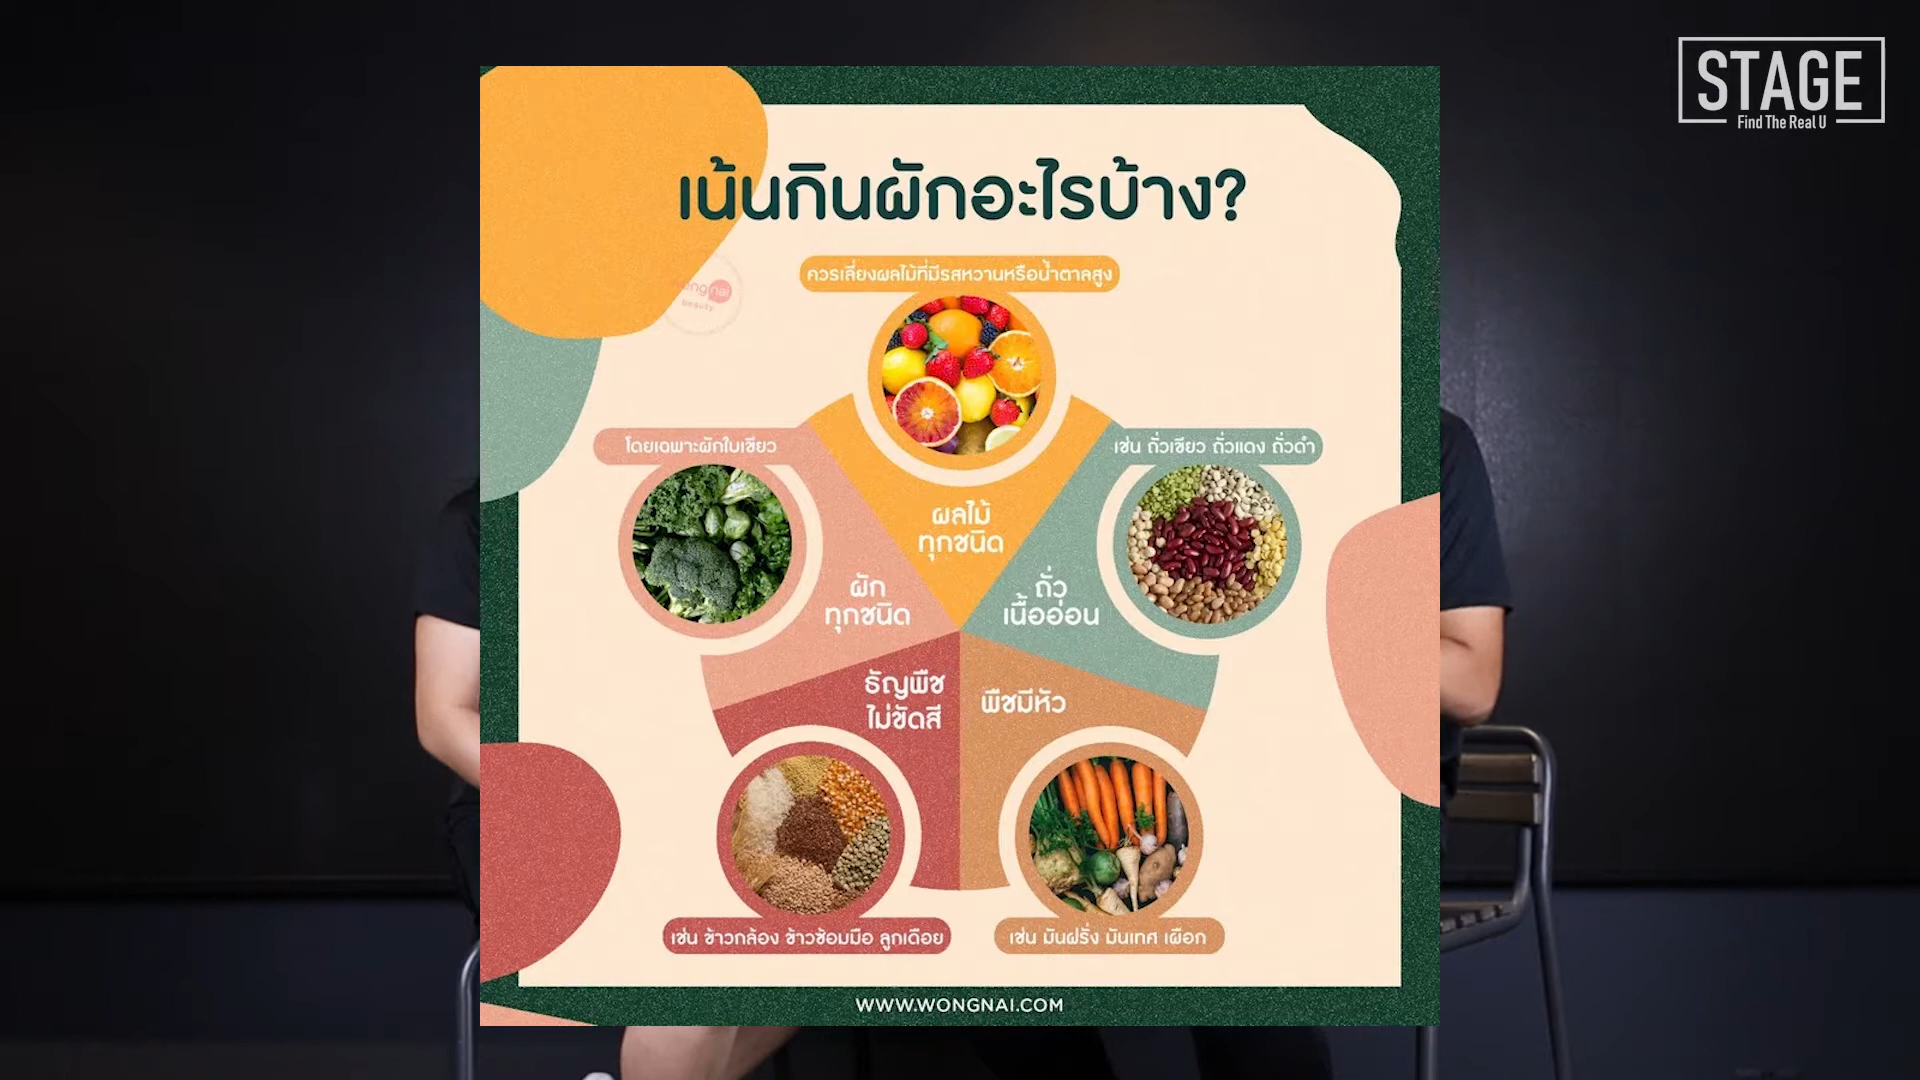 STAGE
Find The Real U
เน้นกินผักอะไรบ้าง?
ควรเลี่ยงผลไม้ที่มีรสหวานหรือน้ำตาลสูง
nai
beauty
ผลไม้
ทุกชนิด
โดยเฉพาะผักใบเขียว
ผัก
ทุกชนิด
เช่น ถั่วเขียว ถั่วแดง ถั่วดำ
ถั่ว
เนื้ออ่อน
ธัญพืช
ไม่ขัดสี
พืชมีหัว
เช่น ข้าวกล้อง ข้าวซ้อมมือ ลูกเดือย
เช่น มันฝรั่ง มันเทศ เผือก
WWW.WONGNAI.COM